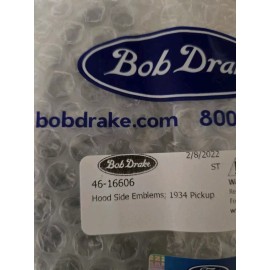 Bob Drake
bobdrake.com 800
Bob Drake 2/8/2022
46-16606 ST
Hood Side Emblems; 1934 Pickup